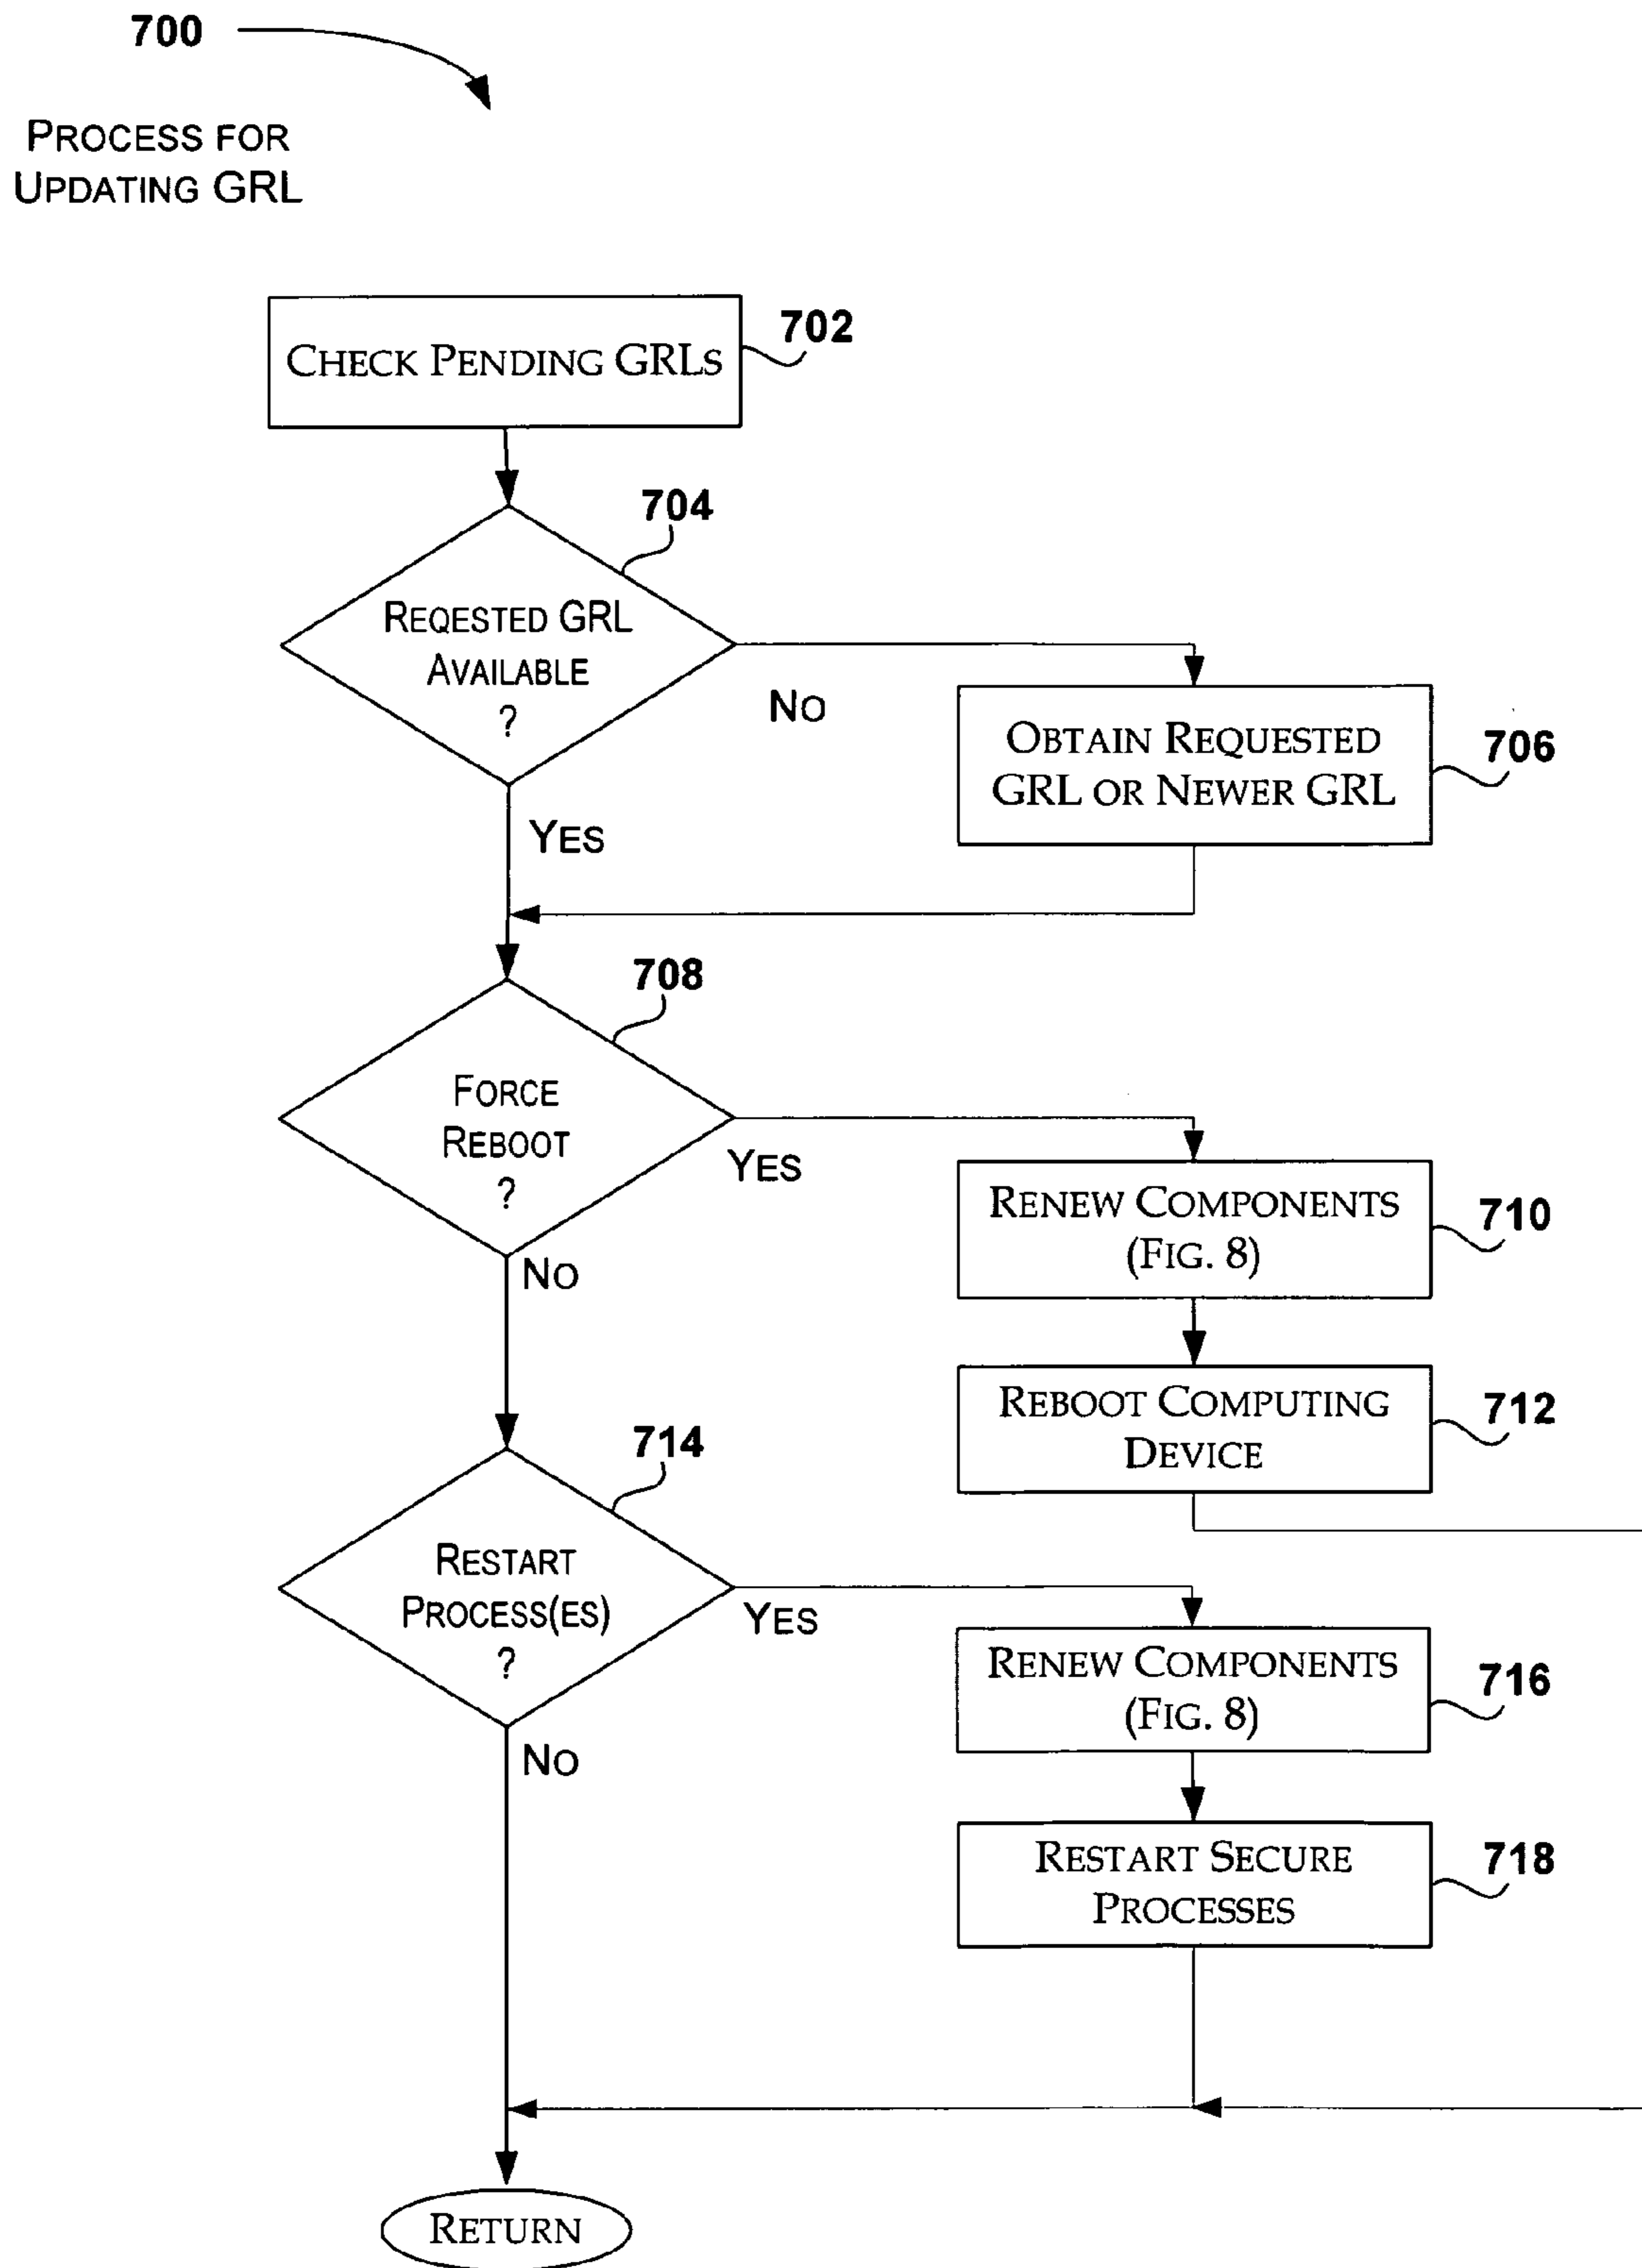 700
PROCESS FOR
UPDATING GRL
CHECK PENDING GRLS
702
704
REQESTED GRL
AVAILABLE
?
NO
YES
OBTAIN REQUESTED
GRL OR NEWER GRL
706
708
FORCE
REBOOT
?
YES
NO
RENEW COMPONENTS
(FIG. 8)
710
REBOOT COMPUTING
DEVICE
712
714
RESTART
PROCESS(ES)
?
YES
NO
RENEW COMPONENTS
(FIG. 8)
716
RESTART SECURE
PROCESSES
718
RETURN